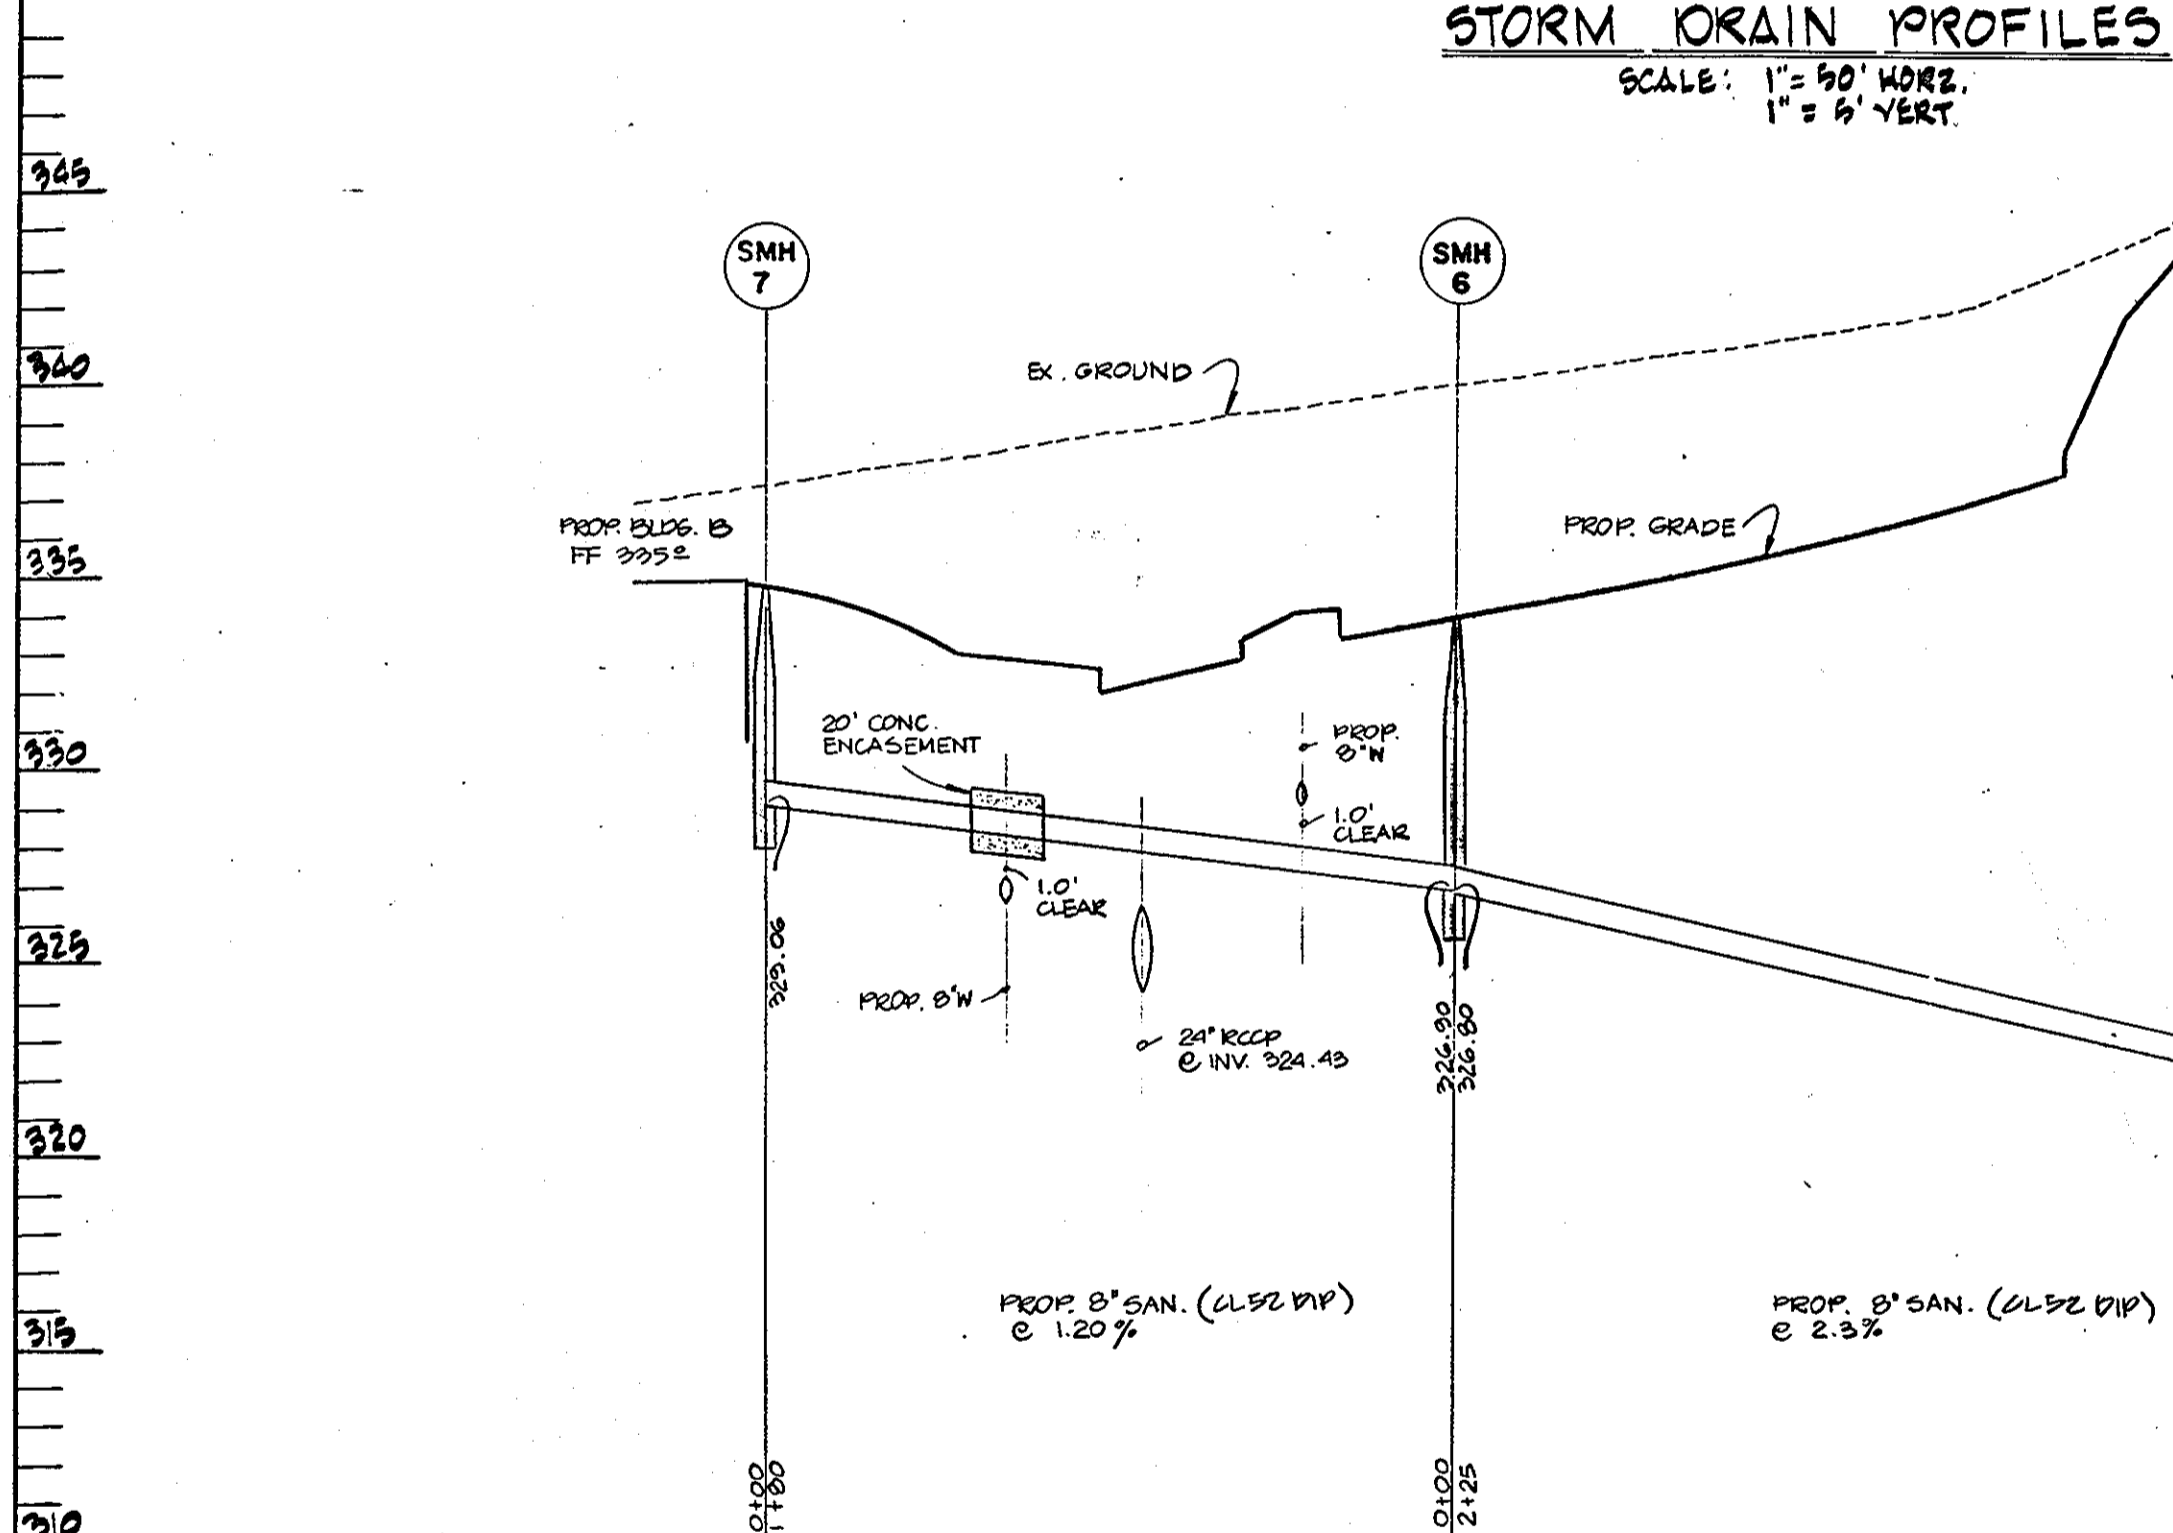 STORM DRAIN PROFILES
SCALE: 1" = 50' HORZ.
1" = 5' VERT.
345
340
335
330
325
320
315
310
SMH
7
SMH
6
EX. GROUND
PROP. BLDG. B
FF 335º
PROP. GRADE
20' CONC.
ENCASEMENT
PROP.
8"W
1.0'
CLEAR
1.0'
CLEAR
PROP. 8"W
24" RCCP
@ INV. 324.43
329.06
326.90
326.80
PROP. 8" SAN. (CL52 DIP)
@ 1.20%
PROP. 8" SAN. (CL52 DIP)
@ 2.3%
0+00
1+80
0+00
2+25